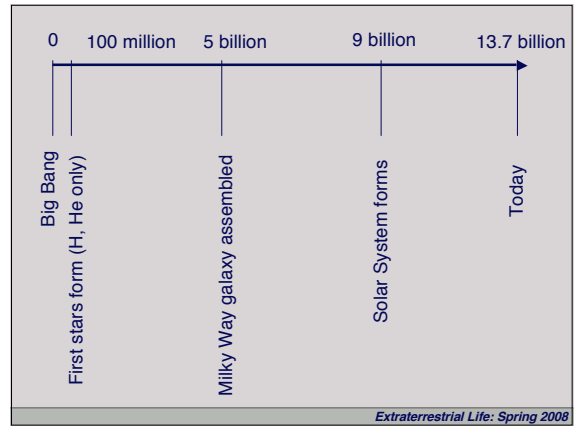 0 100 million 5 billion 9 billion 13.7 billion
Big Bang
First stars form (H, He only)
Milky Way galaxy assembled
Solar System forms
Today
Extraterrestrial Life: Spring 2008